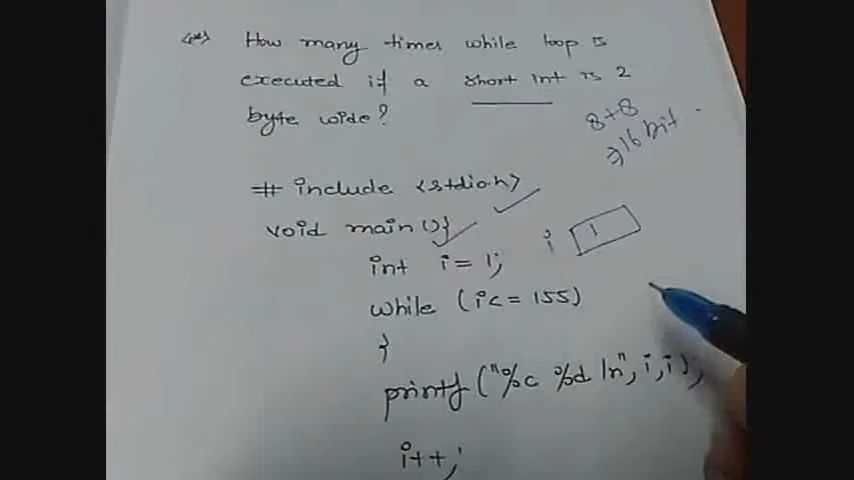 Ques) How many times while loop is
executed if a short int is 2
byte wide?
8+8
⇒ 16 bit
# include <stdio.h>
void main (){
int i = 1;
i 1
while (i<= 155)
}
printf ("%c %d \n", i, i);
i++;